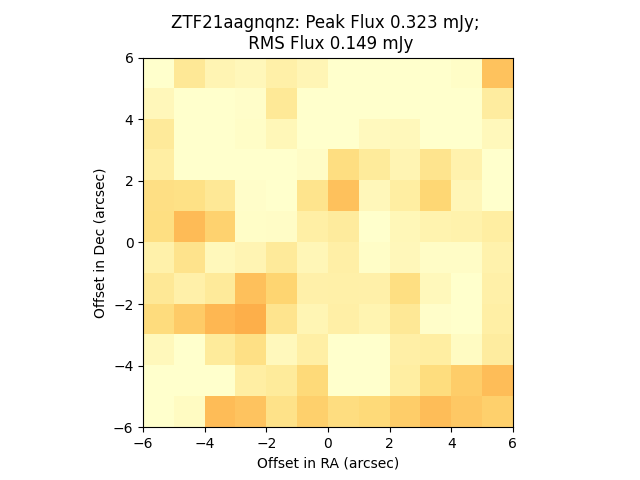 ZTF21aagnqnz: Peak Flux 0.323 mJy;
RMS Flux 0.149 mJy
6
4
2
0
−2
−4
−6
Offset in Dec (arcsec)
−6 −4 −2 0 2 4 6
Offset in RA (arcsec)